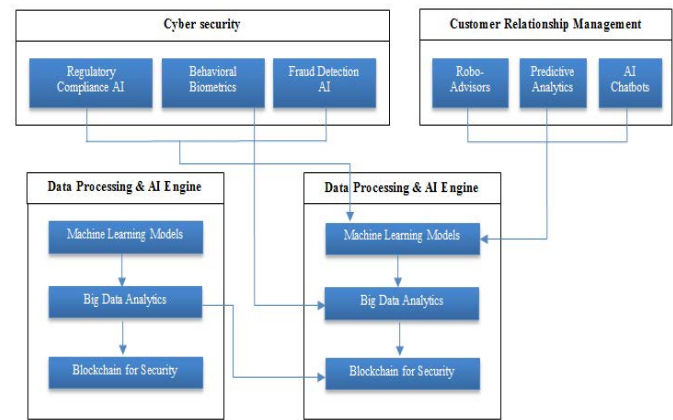 Cyber security
Regulatory
Compliance AI
Behavioral
Biometrics
Fraud Detection
AI
Customer Relationship Management
Robo-
Advisors
Predictive
Analytics
AI
Chatbots
Data Processing & AI Engine
Machine Learning Models
Big Data Analytics
Blockchain for Security
Data Processing & AI Engine
Machine Learning Models
Big Data Analytics
Blockchain for Security